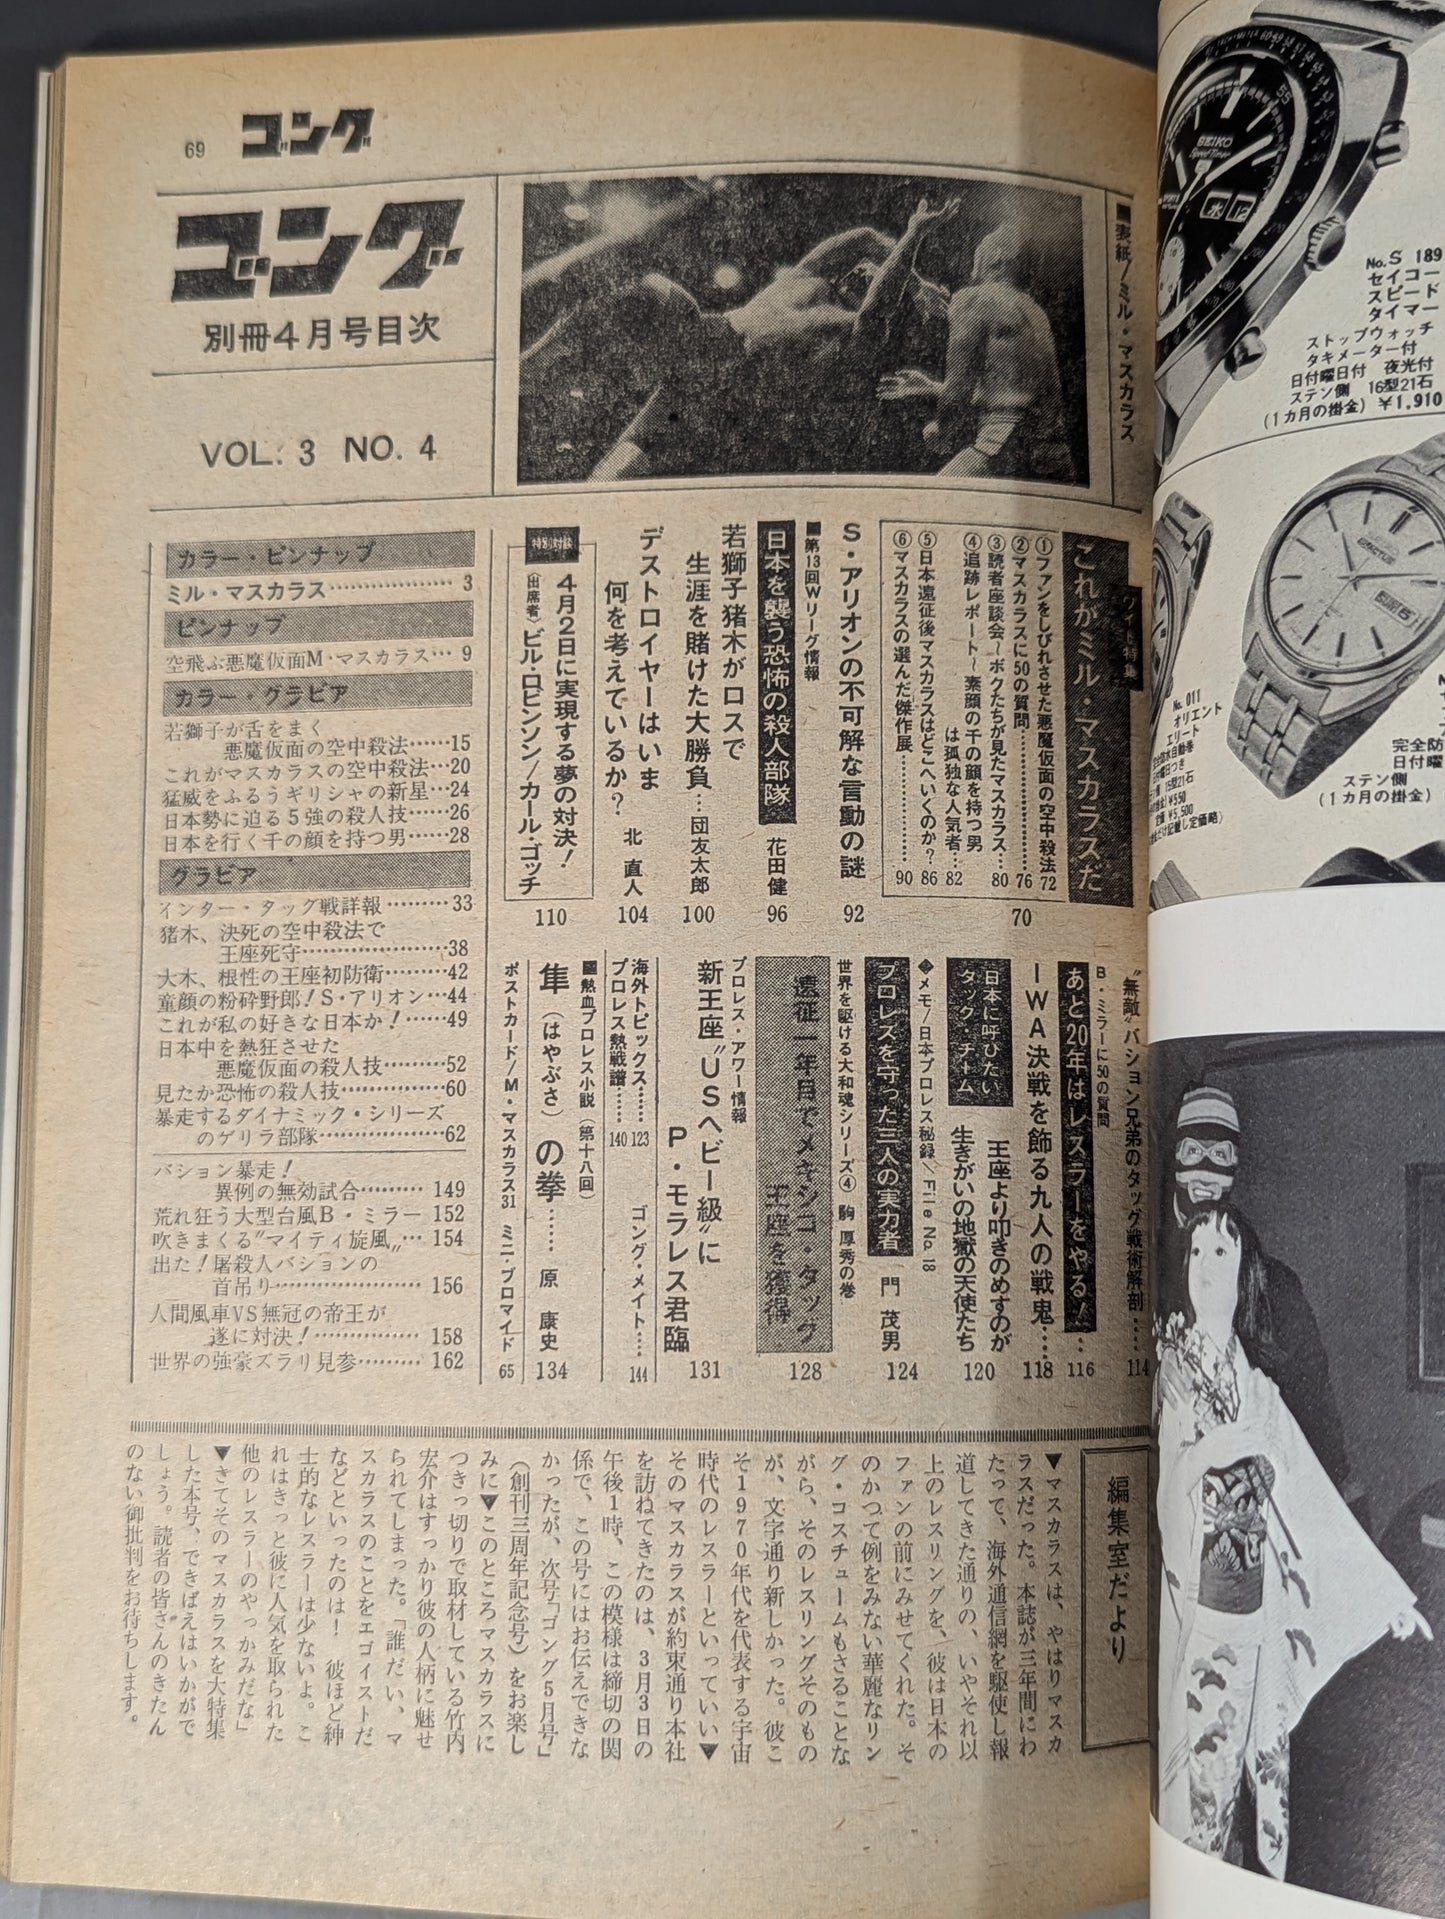 69 ゴング
ゴング
別冊4月号目次
VOL. 3 NO. 4
■表紙/ミル・マスカラス
ワイド特集
これがミル・マスカラスだ 70
①ファンをしびれさせた悪魔仮面の空中殺法 72
②マスカラスに50の質問………… 76
③読者座談会~ボクたちが見たマスカラス… 80
④追跡レポート~素顔の千の顔を持つ男
は孤独な人気者… 82
⑤日本遠征後マスカラスはどこへいくのか? 86
⑥マスカラスの選んだ傑作展………… 90
S・アリオンの不可解な言動の謎 92
■第13回Wリーグ情報
日本を襲う恐怖の殺人部隊 花田 健 96
若獅子猪木がロスで
生涯を賭けた大勝負…団友太郎 100
デストロイヤーはいま
何を考えているか? 北 直人 104
特別対談
4月2日に実現する夢の対決!
(出席者)ビル・ロビンソン/カール・ゴッチ 110
"無敵"バション兄弟のタッグ戦術解剖…… 114
B・ミラーに50の質問
あと20年はレスラーをやる!… 116
IWA決戦を飾る九人の戦鬼…… 118
日本に呼びたい
タッグ・チーム
王座より叩きのめすのが
生きがいの地獄の天使たち 120
㊙メモ/日本プロレス秘録/File No. 18
プロレスを守った三人の実力者 門 茂男 124
世界を駆ける大和魂シリーズ④ 駒 厚秀の巻
遠征一年目でメキシコ・タッグ
王座を獲得 128
プロレス・アワー情報
新王座"USヘビー級"に
P・モラレス君臨 131
海外トピックス…… 123
プロレス熱戦譜…… 140
ゴング・メイト…… 144
■熱血プロレス小説(第十八回)
隼(はやぶさ)の拳…… 原 康史 134
ポストカード/M・マスカラス31 ミニ・ブロマイド 65
カラー・ピンナップ
ミル・マスカラス……………… 3
ピンナップ
空飛ぶ悪魔仮面M・マスカラス… 9
カラー・グラビア
若獅子が舌をまく
悪魔仮面の空中殺法……15
これがマスカラスの空中殺法…20
猛威をふるうギリシャの新星…24
日本勢に迫る5強の殺人技……26
日本を行く千の顔を持つ男……28
グラビア
インター・タッグ戦詳報………33
猪木、決死の空中殺法で
王座死守……………………38
大木、根性の王座初防衛………42
童顔の粉砕野郎!S・アリオン…44
これが私の好きな日本か!……49
日本中を熱狂させた
悪魔仮面の殺人技………52
見たか恐怖の殺人技……………60
暴走するダイナミック・シリーズ
のゲリラ部隊………………62
バション暴走!
異例の無効試合……… 149
荒れ狂う大型台風B・ミラー 152
吹きまくる"マイティ旋風"… 154
出た!屠殺人バションの
首吊り………………… 156
人間風車VS無冠の帝王が
遂に対決!…………… 158
世界の強豪ズラリ見参……… 162
編集室だより
▼マスカラスは、やはりマスカ
ラスだった。本誌が三年間にわ
たって、海外通信網を駆使し報
道してきた通りの、いやそれ以
上のレスリングを、彼は日本の
ファンの前にみせてくれた。そ
のかつて例をみない華麗なリン
グ・コスチュームもさることな
がら、そのレスリングそのもの
が、文字通り新しかった。彼こ
そ1970年代を代表する宇宙
時代のレスラーといっていい▼
そのマスカラスが約束通り本社
を訪ねてきたのは、3月3日の
午後1時、この模様は締切の関
係で、この号にはお伝えできな
かったが、次号「ゴング5月号」
(創刊三周年記念号)をお楽し
みに▼このところマスカラスに
つきっ切りで取材している竹内
宏介はすっかり彼の人柄に魅せ
られてしまった。「誰だい、マ
スカラスのことをエゴイストだ
などといったのは! 彼ほど紳
士的なレスラーは少ないよ。こ
れはきっと彼に人気を取られた
他のレスラーのやっかみだな」
▼きてそのマスカラスを大特集
した本号、できばえはいかがで
しょう。読者の皆さんのきたん
のない御批判をお待ちします。
SEIKO
Speed Timer
水 12
No. S 189
セイコー
スピード
タイマー
ストップウォッチ
タキメーター付
日付曜日付 夜光付
ステン側 16型21石
(1カ月の掛金)¥1,910
No. 011
オリエント
エリート
完全防
日付曜
ステン側
(1カ月の掛金)